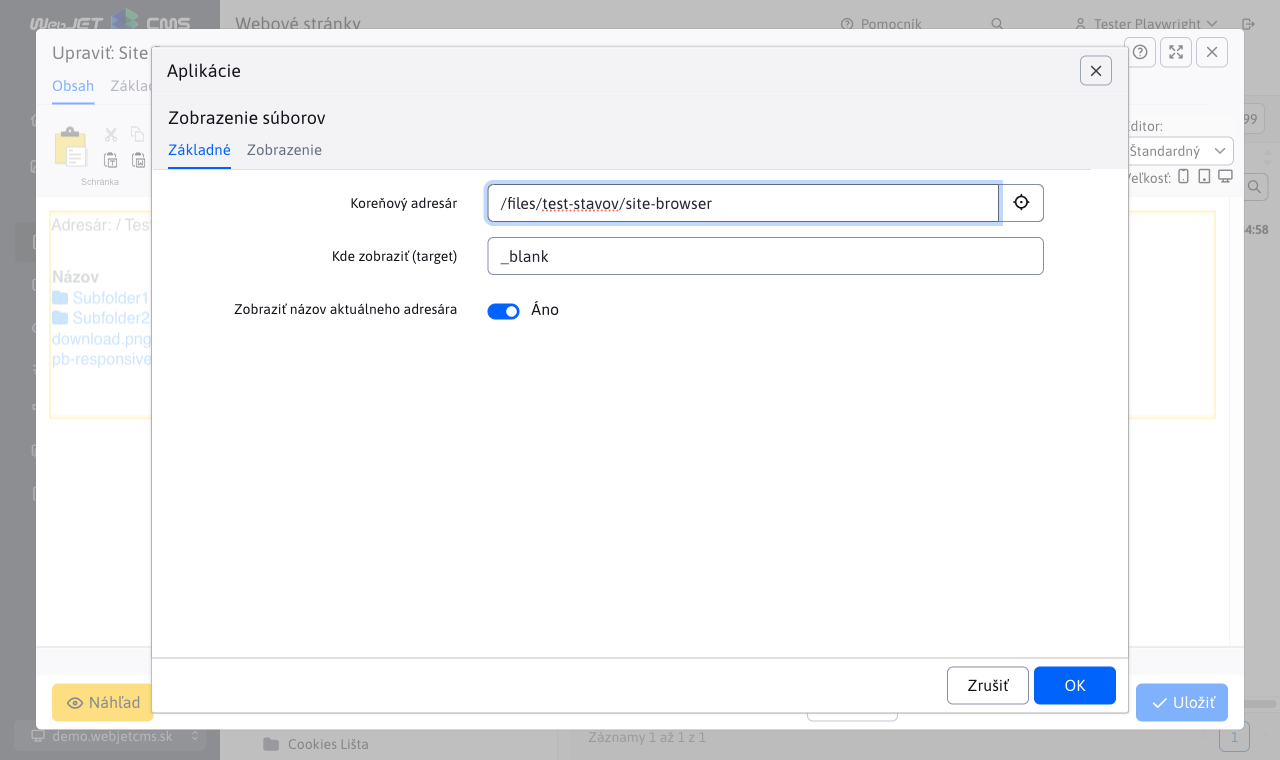 WebJET CMS
Webové stránky
Pomocník
Tester Playwright
Upraviť: Site
Obsah
Aplikácie
Zobrazenie súborov
Základné
Zobrazenie
Schránka
Štandardný
99
4:58
Koreňový adresár
/files/test-stavov/site-browser
Kde zobraziť (target)
_blank
Zobraziť názov aktuálneho adresára
Áno
Adresár: / Test
Názov
Subfolder1
Subfolder2
download.png
pb-responsive
Zrušiť
OK
Náhľad
Uložiť
demo.webjetcms.sk
Cookies Lišta
Záznamy 1 až 1 z 1
1